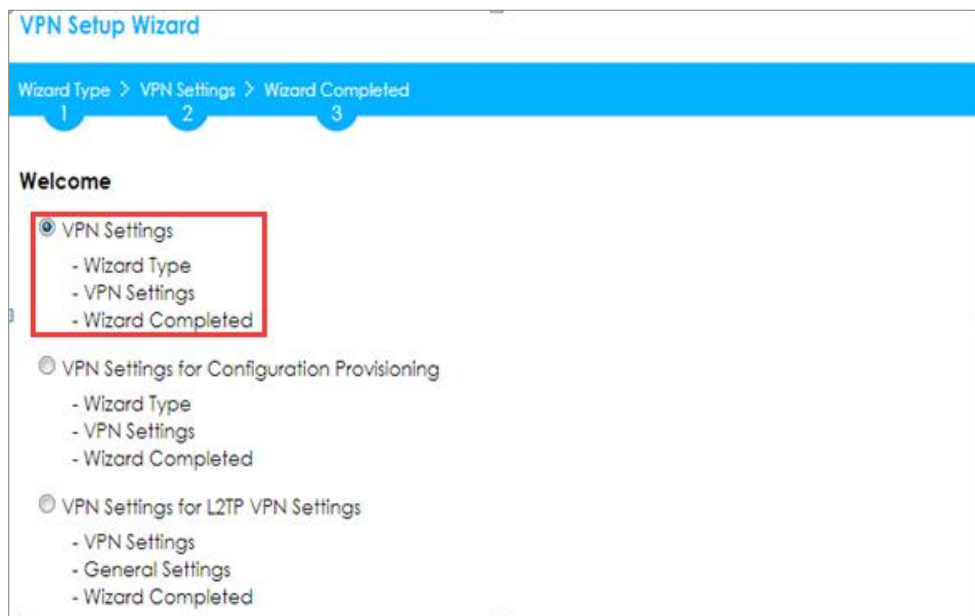 VPN Setup Wizard
Wizard Type > VPN Settings > Wizard Completed
1 2 3
Welcome
VPN Settings
- Wizard Type
- VPN Settings
- Wizard Completed
VPN Settings for Configuration Provisioning
- Wizard Type
- VPN Settings
- Wizard Completed
VPN Settings for L2TP VPN Settings
- VPN Settings
- General Settings
- Wizard Completed